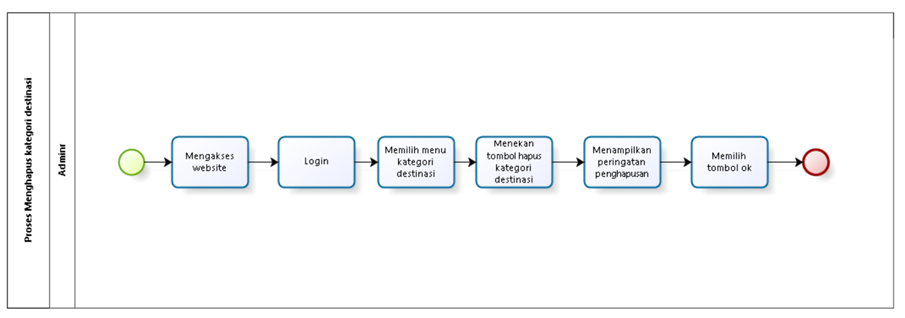 Proses Menghapus kategori destinasi
Adminr
Mengakses
website
Login
Memilih menu
kategori
destinasi
Menekan
tombol hapus
kategori
destinasi
Menampilkan
peringatan
penghapusan
Memilih
tombol ok